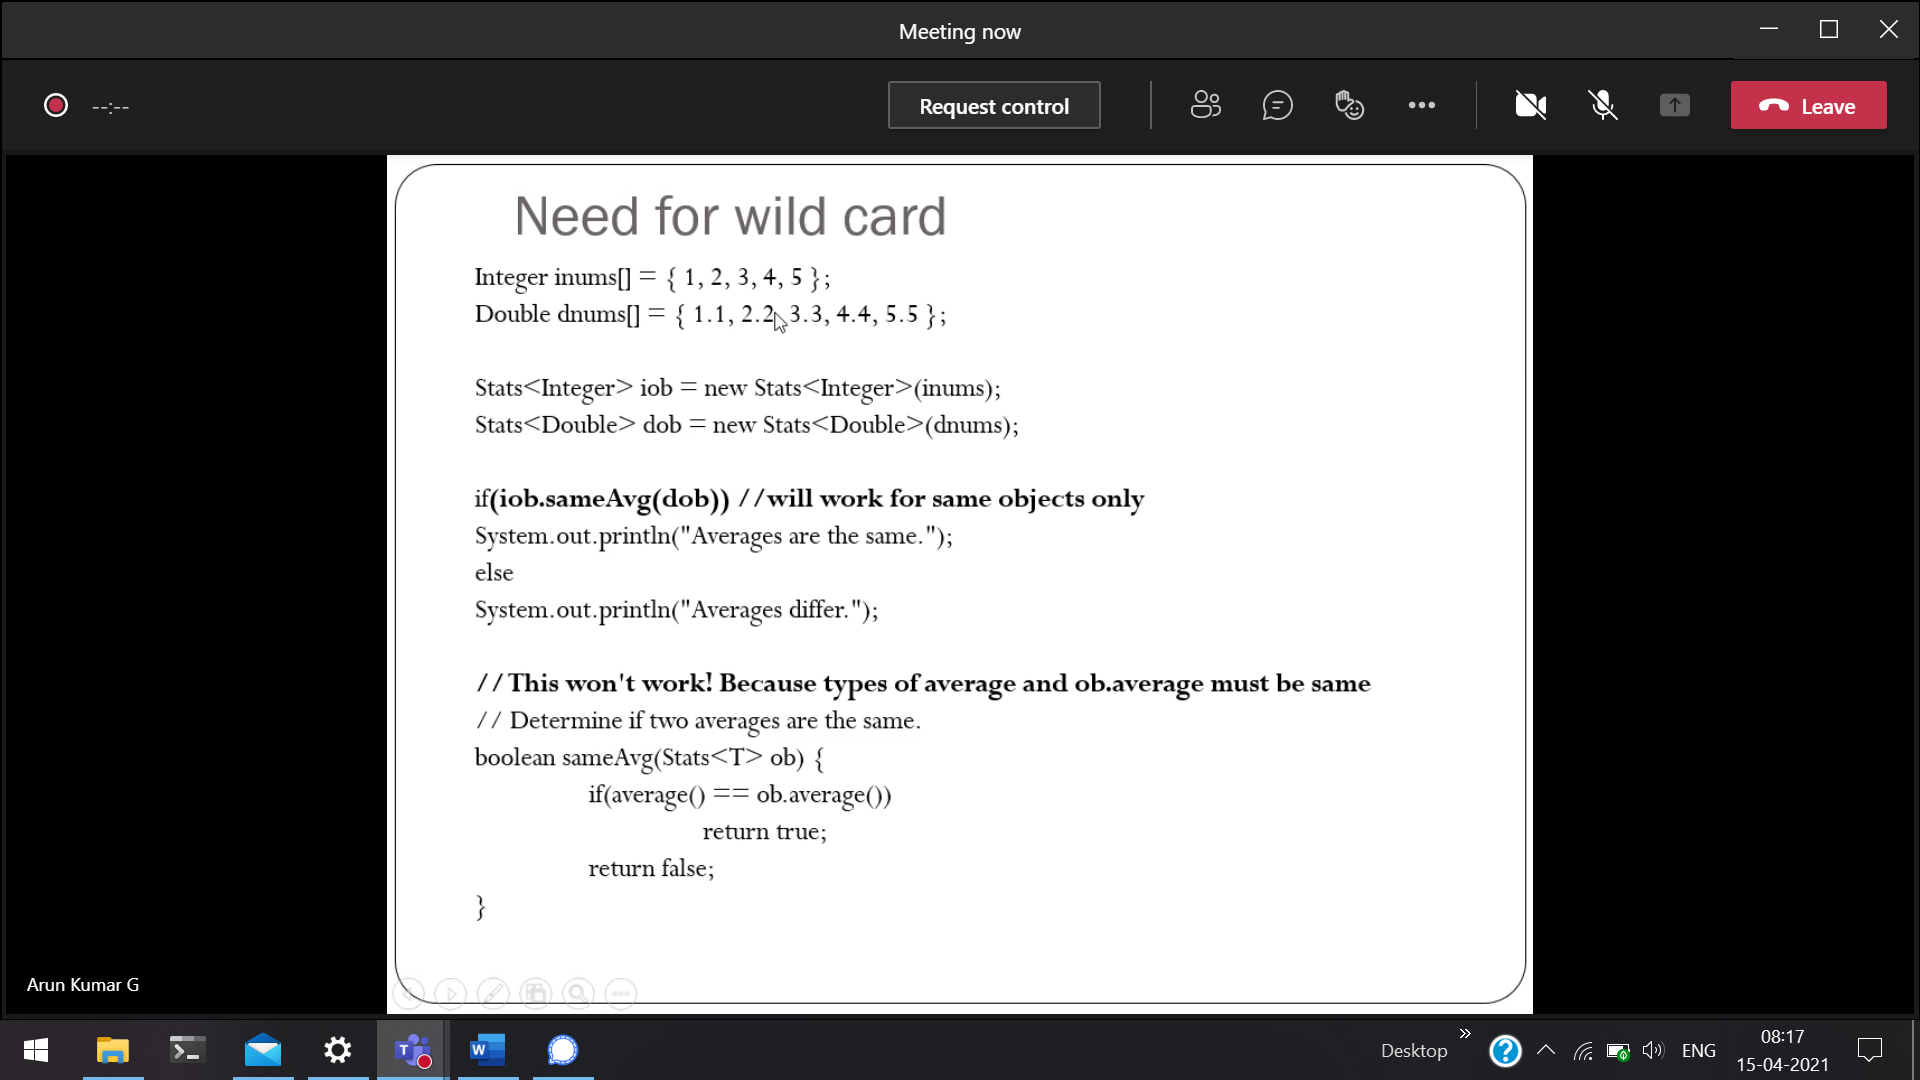 Meeting now
--:--
Request control
Leave
Need for wild card
Integer inums[] = { 1, 2, 3, 4, 5 };
Double dnums[] = { 1.1, 2.2, 3.3, 4.4, 5.5 };
Stats<Integer> iob = new Stats<Integer>(inums);
Stats<Double> dob = new Stats<Double>(dnums);
if(iob.sameAvg(dob)) //will work for same objects only
System.out.println("Averages are the same.");
else
System.out.println("Averages differ.");
//This won't work! Because types of average and ob.average must be same
// Determine if two averages are the same.
boolean sameAvg(Stats<T> ob) {
if(average() == ob.average())
return true;
return false;
}
Arun Kumar G
Desktop
ENG
08:17
15-04-2021